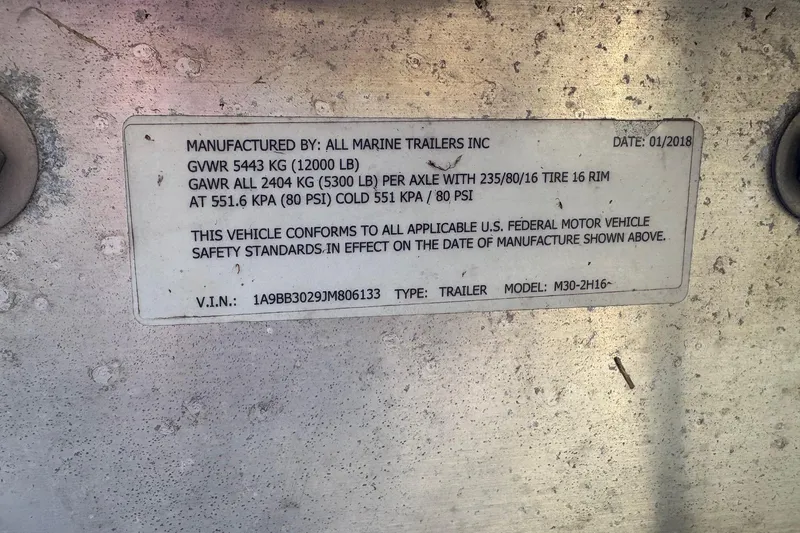 MANUFACTURED BY: ALL MARINE TRAILERS INC DATE: 01/2018
GVWR 5443 KG (12000 LB)
GAWR ALL 2404 KG (5300 LB) PER AXLE WITH 235/80/16 TIRE 16 RIM
AT 551.6 KPA (80 PSI) COLD 551 KPA / 80 PSI
THIS VEHICLE CONFORMS TO ALL APPLICABLE U.S. FEDERAL MOTOR VEHICLE
SAFETY STANDARDS IN EFFECT ON THE DATE OF MANUFACTURE SHOWN ABOVE.
V.I.N.: 1A9BB3029JM806133 TYPE: TRAILER MODEL: M30-2H16~